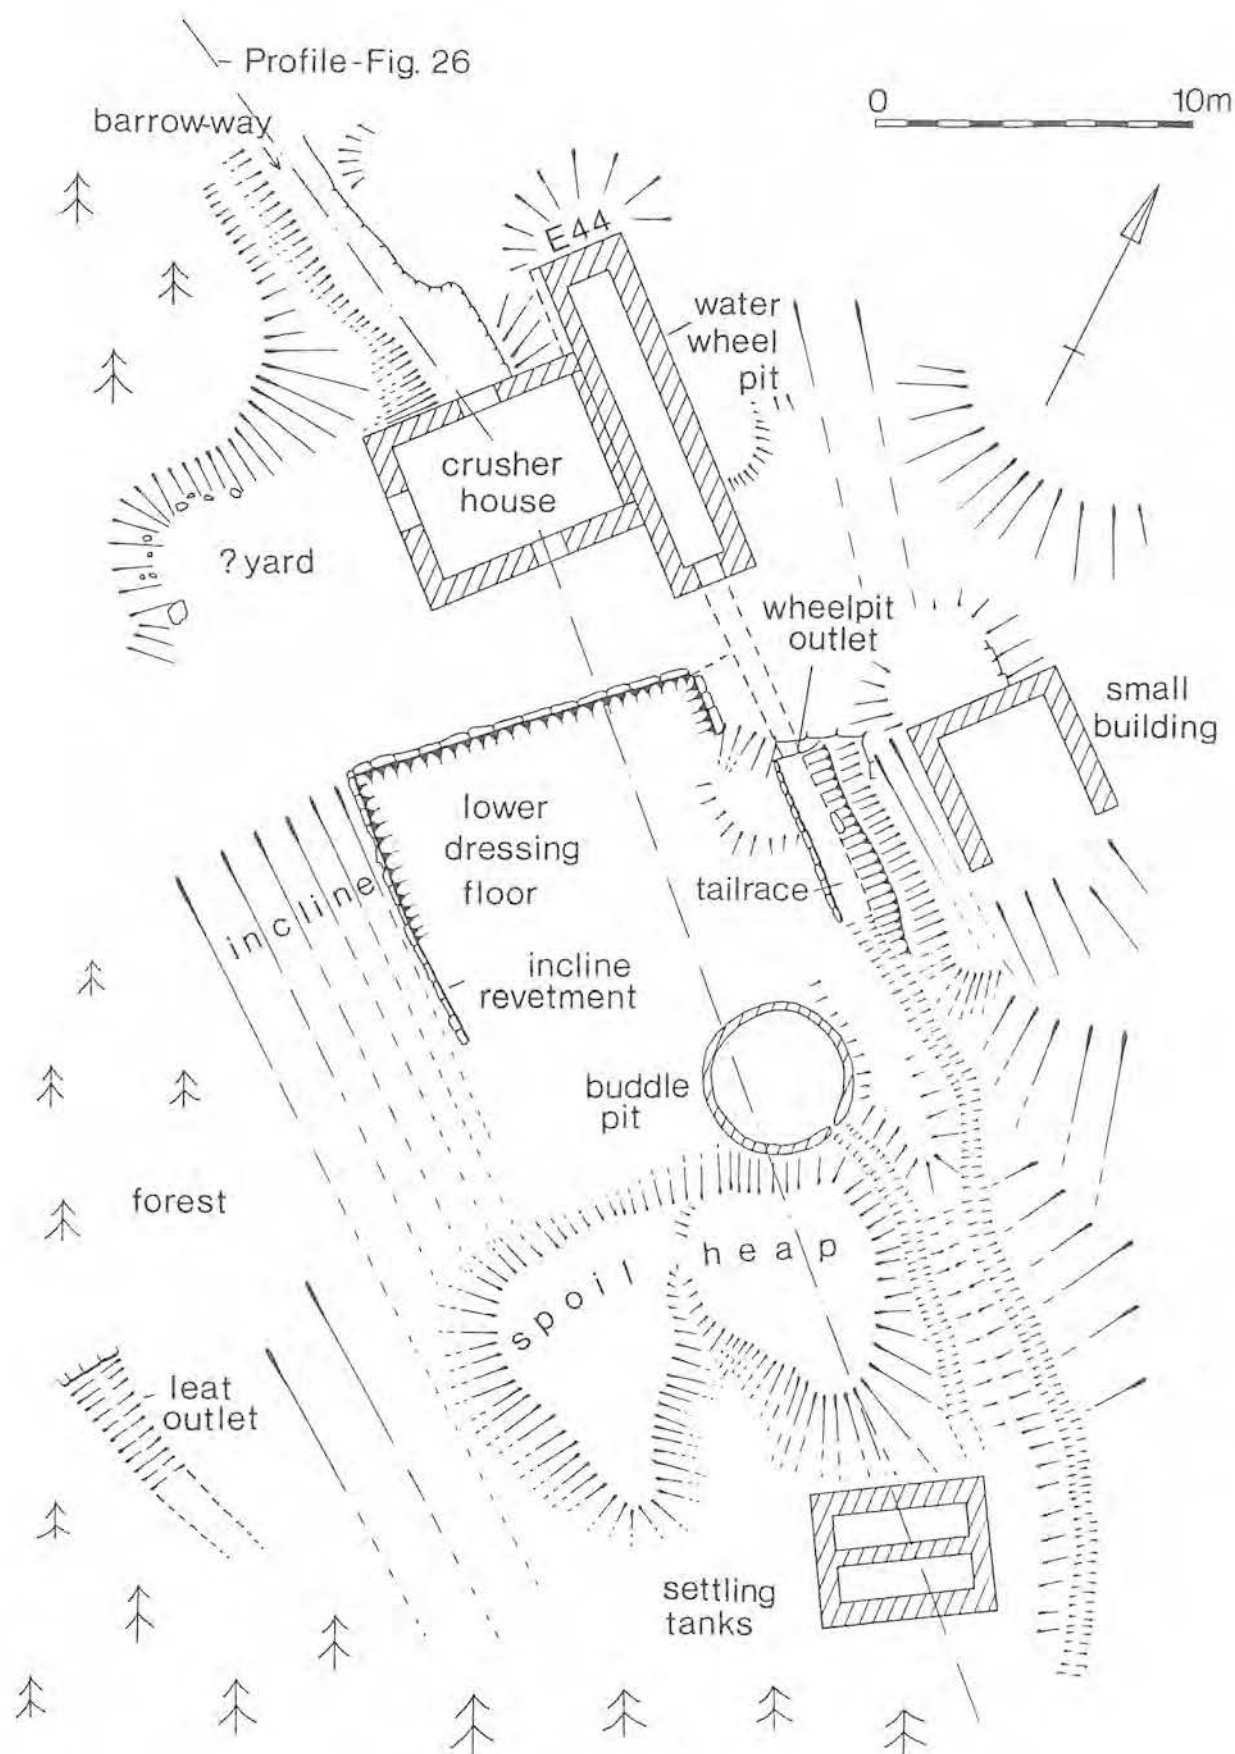 Profile-Fig. 26
0 10m
barrow-way
E44
water
wheel
pit
crusher
house
?yard
wheelpit
outlet
small
building
lower
dressing
floor
incline
tailrace
incline
revetment
buddle
pit
forest
spoil heap
leat
outlet
settling
tanks